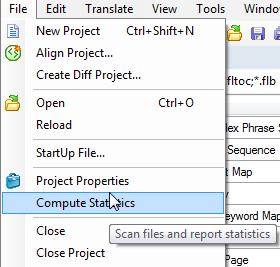 File Edit Translate View Tools
New Project... Ctrl+Shift+N
Align Project...
Create Diff Project...
.fltoc;*.flb
Open Ctrl+O
Reload
lex Phrase
StartUp File...
Sequence
t Map
Project Properties
Compute Statistics
eyword Map
Close
Scan files and report statistics
Close Project
Page